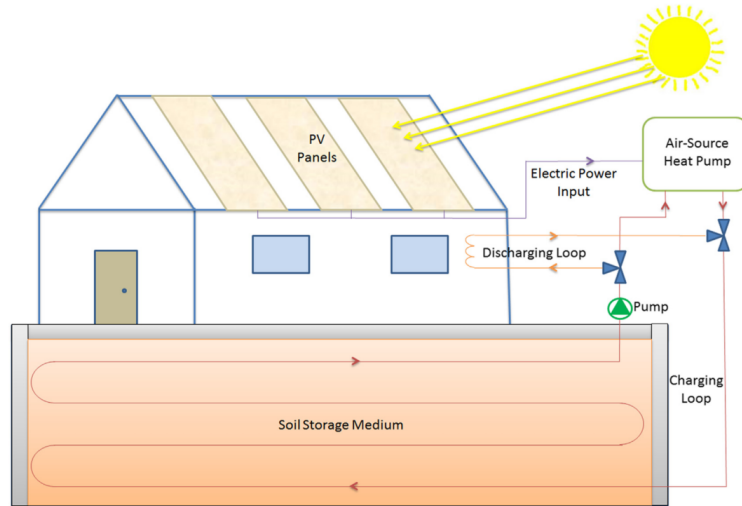 PV
Panels
Air-Source
Heat Pump
Electric Power
Input
Discharging Loop
Pump
Charging
Loop
Soil Storage Medium